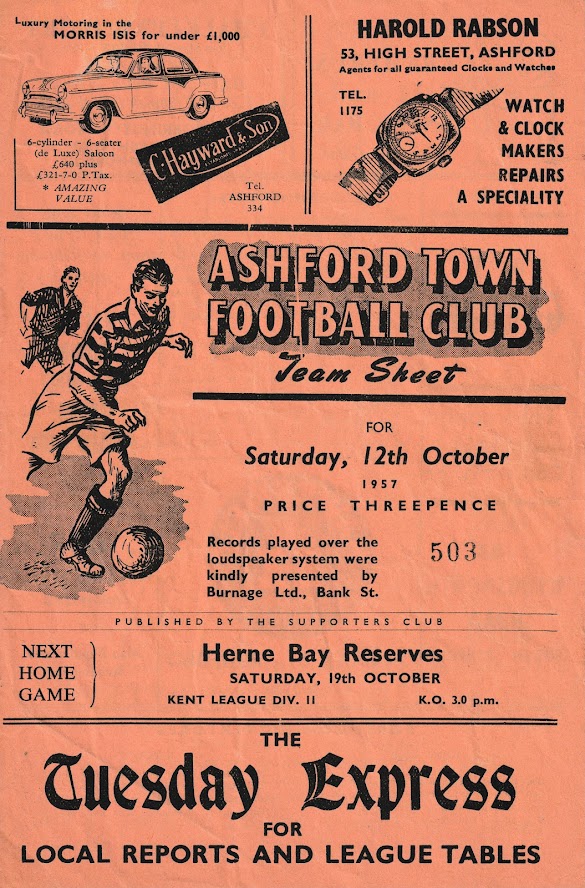 Luxury Motoring in the
MORRIS ISIS for under £1,000
6-cylinder - 6-seater
(de Luxe) Saloon
£640 plus
£321-7-0 P.Tax.
* AMAZING
VALUE
C. Hayward & Son
Tel.
ASHFORD
334
HAROLD RABSON
53, HIGH STREET, ASHFORD
Agents for all guaranteed Clocks and Watches
TEL.
1175
WATCH
& CLOCK
MAKERS
REPAIRS
A SPECIALITY
ASHFORD TOWN
FOOTBALL CLUB
Team Sheet
FOR
Saturday, 12th October
1957
PRICE THREEPENCE
Records played over the
loudspeaker system were
kindly presented by
Burnage Ltd., Bank St.
503
PUBLISHED BY THE SUPPORTERS CLUB
NEXT
HOME
GAME
Herne Bay Reserves
SATURDAY, 19th OCTOBER
KENT LEAGUE DIV. II K.O. 3.0 p.m.
THE
Tuesday Express
FOR
LOCAL REPORTS AND LEAGUE TABLES